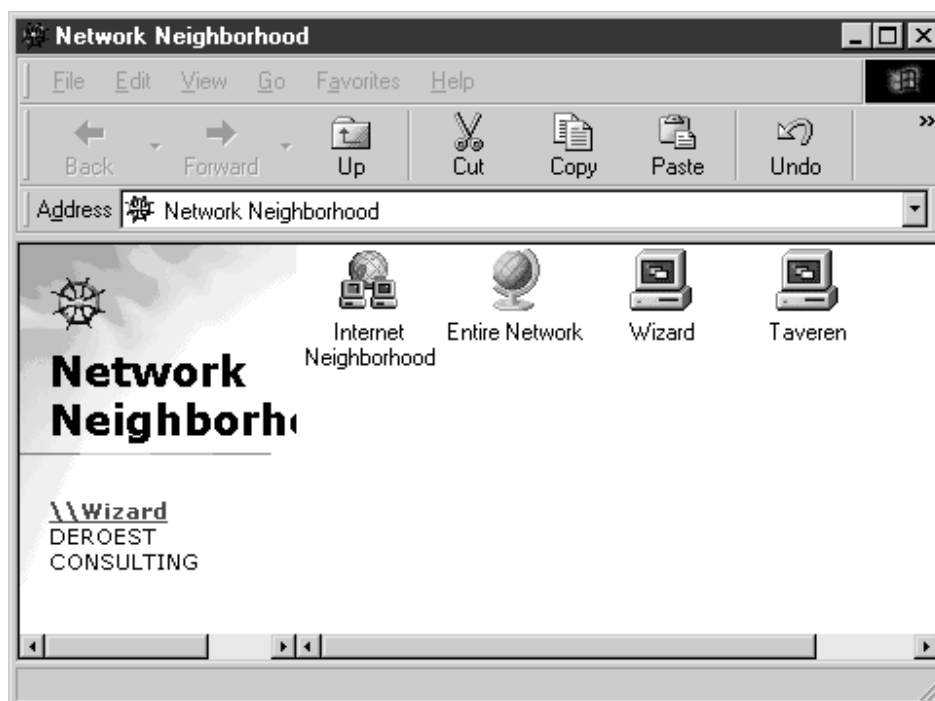 Network Neighborhood
File Edit View Go Favorites Help
Back Forward Up Cut Copy Paste Undo »
Address Network Neighborhood
Internet
Neighborhood
Entire Network
Wizard
Taveren
Network
Neighborh
\\Wizard
DEROEST
CONSULTING